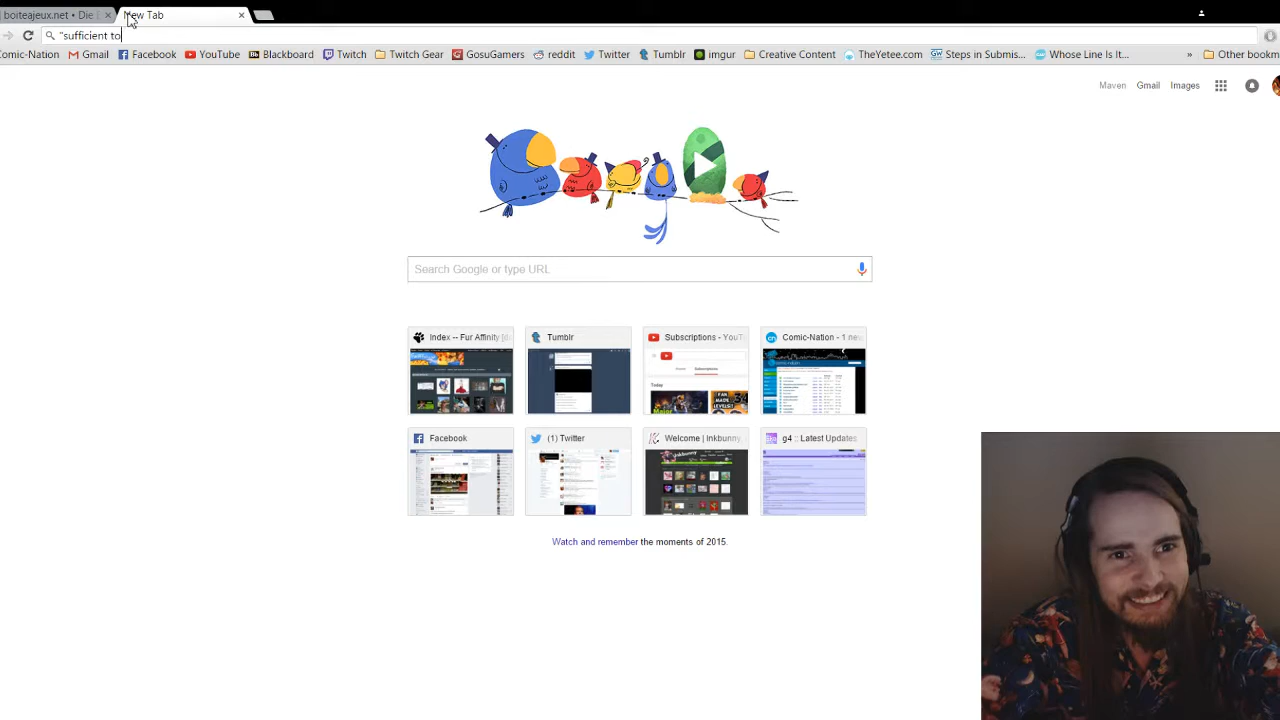 boiteajeux.net • Die
New Tab
"sufficient to
Comic-Nation Gmail Facebook YouTube Blackboard Twitch Twitch Gear GosuGamers reddit Twitter Tumblr imgur Creative Content TheYetee.com Steps in Submis... Whose Line Is It... » Other bookm
Maven Gmail Images
Search Google or type URL
Index -- Fur Affinity [do Tumblr Subscriptions - YouT Comic-Nation - 1 new
Today
Facebook (1) Twitter Welcome | Inkbunny, g4 :: Latest Updates
Watch and remember the moments of 2015.